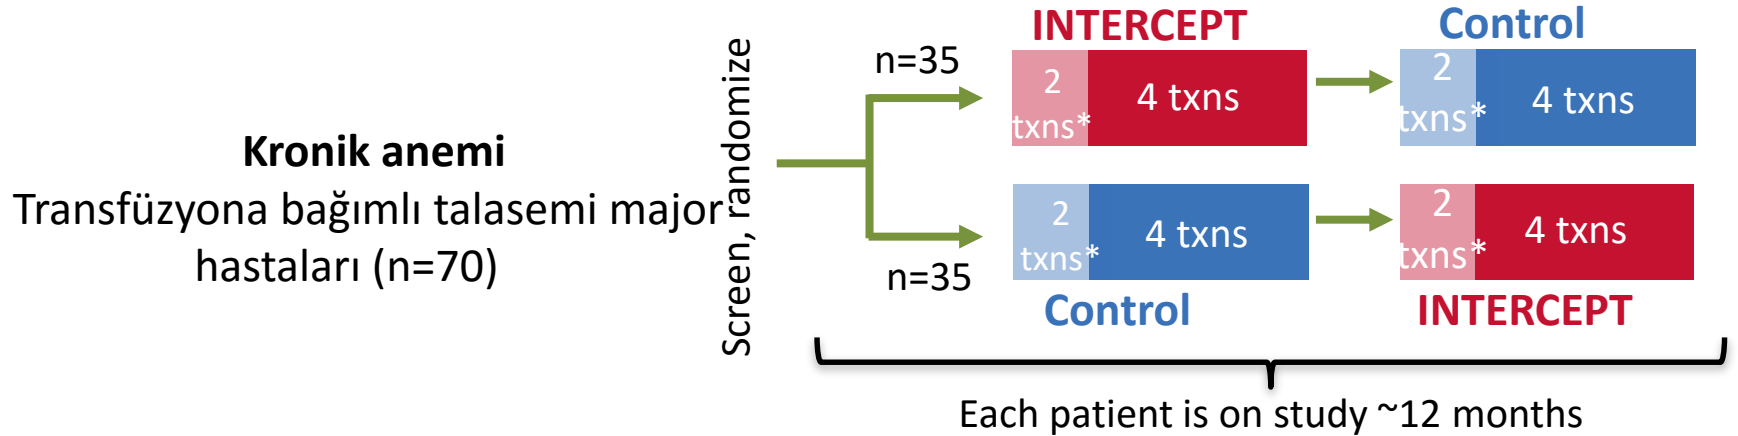 Kronik anemi
Transfüzyona bağımlı talasemi major
hastaları (n=70)
Screen, randomize
n=35
INTERCEPT
2
txns*
4 txns
Control
2
txns*
4 txns
n=35
2
txns*
4 txns
Control
2
txns*
4 txns
INTERCEPT
Each patient is on study ~12 months